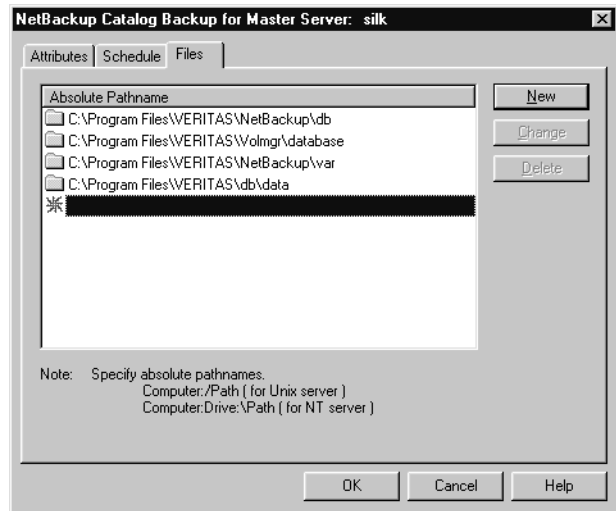 NetBackup Catalog Backup for Master Server: silk
Attributes
Schedule
Files
Absolute Pathname
C:\Program Files\VERITAS\NetBackup\db
C:\Program Files\VERITAS\Volmgr\database
C:\Program Files\VERITAS\NetBackup\var
C:\Program Files\VERITAS\db\data
New
Change
Delete
Note: Specify absolute pathnames.
Computer:/Path ( for Unix server )
Computer:Drive:\Path ( for NT server )
OK
Cancel
Help